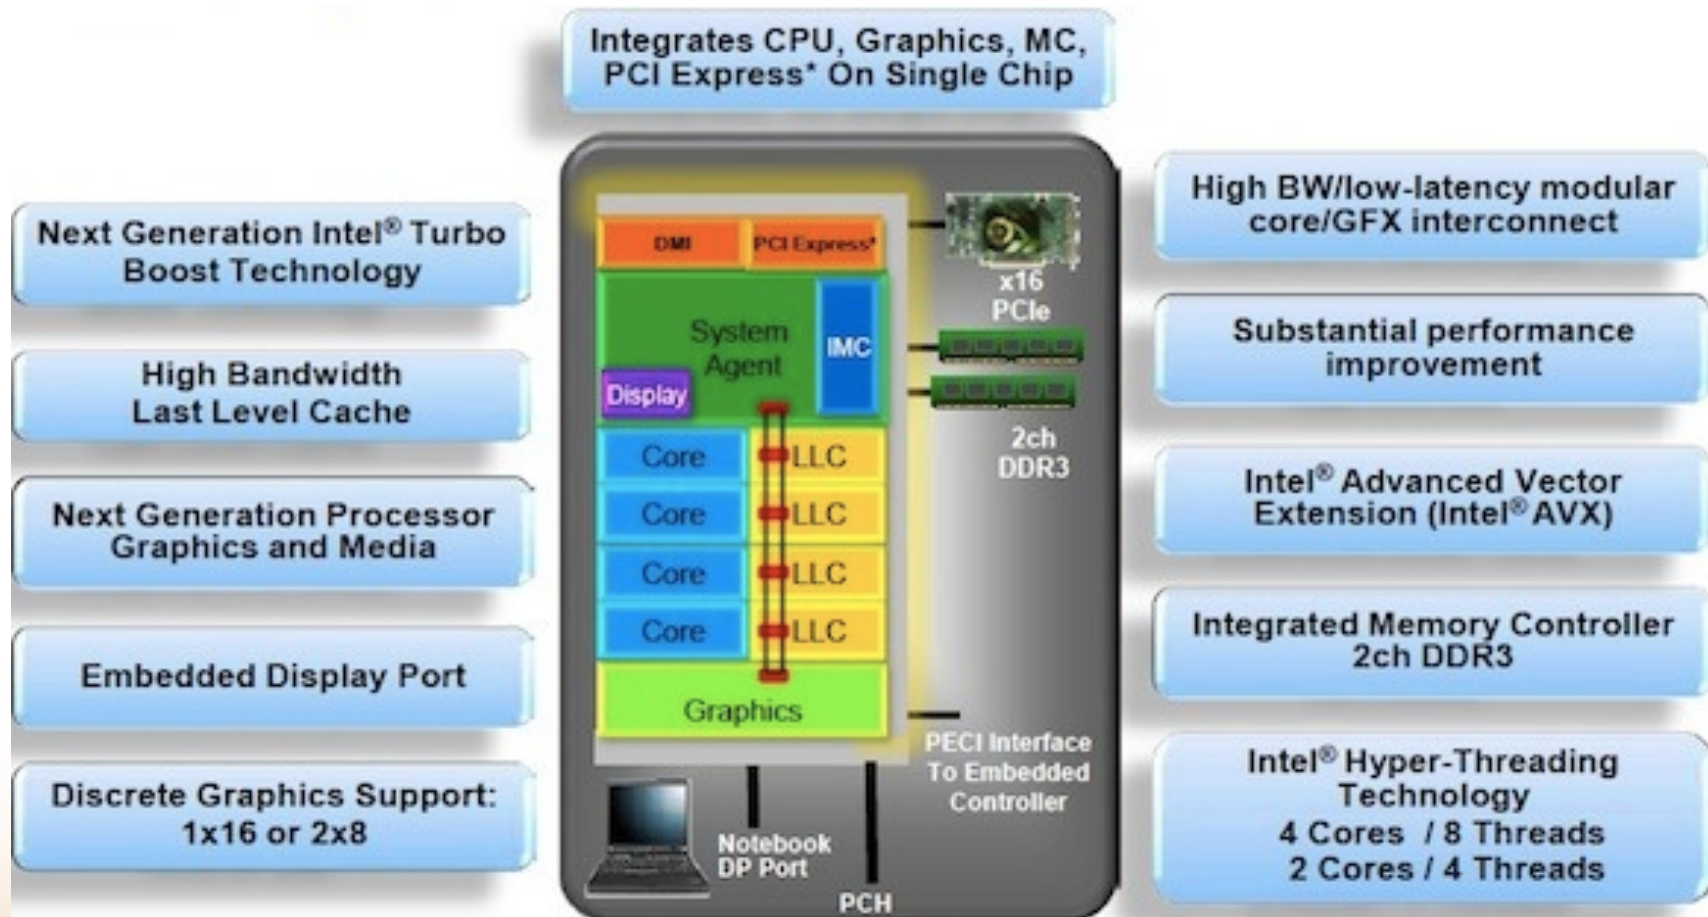 Integrates CPU, Graphics, MC,
PCI Express* On Single Chip
Next Generation Intel® Turbo
Boost Technology
High Bandwidth
Last Level Cache
Next Generation Processor
Graphics and Media
Embedded Display Port
Discrete Graphics Support:
1x16 or 2x8
DMI
PCI Express*
System
Agent
IMC
Display
Core
LLC
Core
LLC
Core
LLC
Core
LLC
Graphics
x16
PCIe
2ch
DDR3
PECI Interface
To Embedded
Controller
Notebook
DP Port
PCH
High BW/low-latency modular
core/GFX interconnect
Substantial performance
improvement
Intel® Advanced Vector
Extension (Intel® AVX)
Integrated Memory Controller
2ch DDR3
Intel® Hyper-Threading
Technology
4 Cores / 8 Threads
2 Cores / 4 Threads